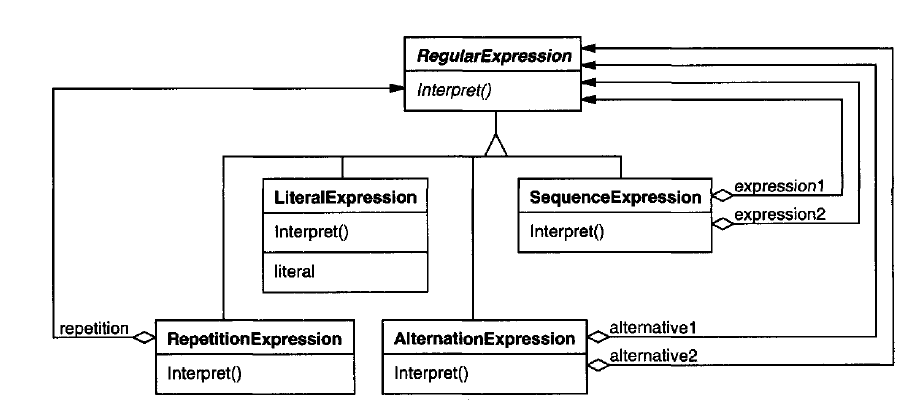 RegularExpression
Interpret()
LiteralExpression
Interpret()
literal
SequenceExpression
Interpret()
expression1
expression2
repetition
RepetitionExpression
Interpret()
AlternationExpression
Interpret()
alternative1
alternative2